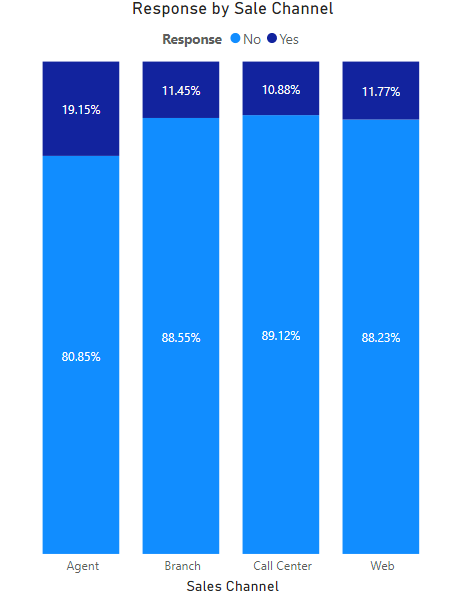 Response by Sale Channel
Response No Yes
19.15% 11.45% 10.88% 11.77%
80.85% 88.55% 89.12% 88.23%
Agent Branch Call Center Web
Sales Channel